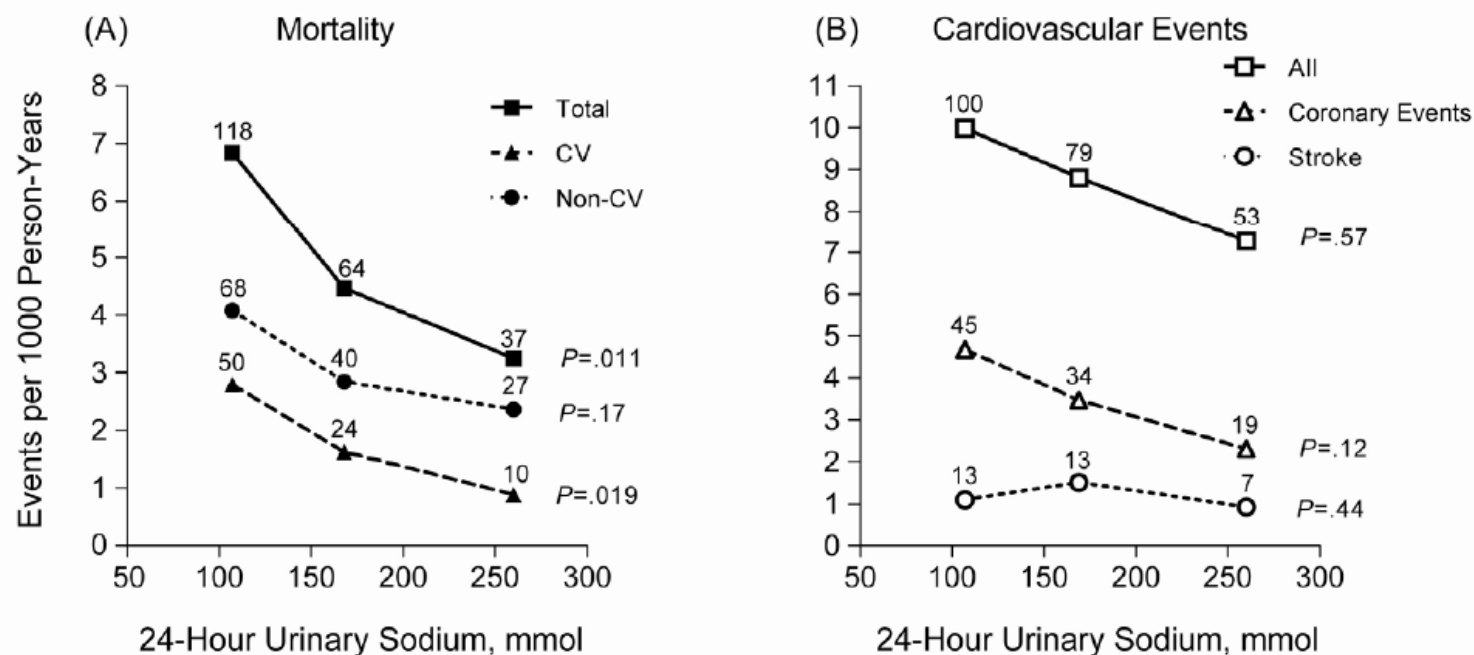 (A) Mortality
Events per 1000 Person-Years
8
7
6
5
4
3
2
1
0
Total
CV
Non-CV
118
64
37
P=.011
68
40
27
P=.17
50
24
10
P=.019
50 100 150 200 250 300
24-Hour Urinary Sodium, mmol
(B) Cardiovascular Events
All
Coronary Events
Stroke
11
10
9
8
7
6
5
4
3
2
1
0
100
79
53
P=.57
45
34
19
P=.12
13
13
7
P=.44
50 100 150 200 250 300
24-Hour Urinary Sodium, mmol